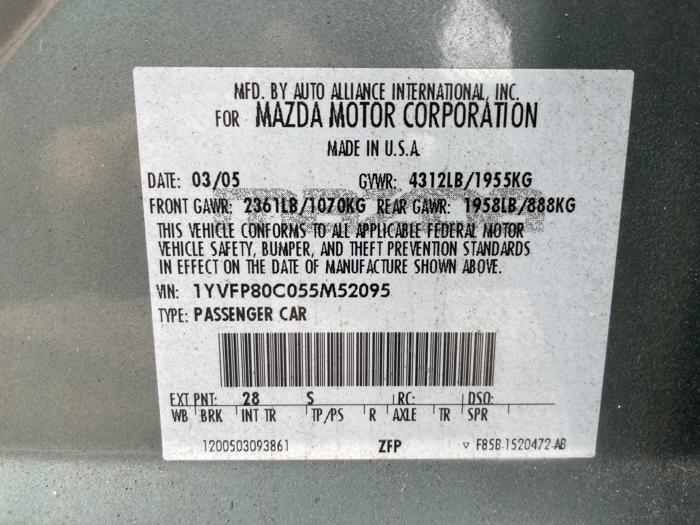 MFD. BY AUTO ALLIANCE INTERNATIONAL, INC.
FOR MAZDA MOTOR CORPORATION
MADE IN U.S.A.
DATE: 03/05 GVWR: 4312LB/1955KG
FRONT GAWR: 2361LB/1070KG REAR GAWR: 1958LB/888KG
THIS VEHICLE CONFORMS TO ALL APPLICABLE FEDERAL MOTOR
VEHICLE SAFETY, BUMPER, AND THEFT PREVENTION STANDARDS
IN EFFECT ON THE DATE OF MANUFACTURE SHOWN ABOVE.
VIN: 1YVFP80C055M52095
TYPE: PASSENGER CAR
EXT PNT: 28 S RC: DSO:
WB BRK INT TR TP/PS R AXLE TR SPR
1200503093861 ZFP ▽ F85B-1520472-AB